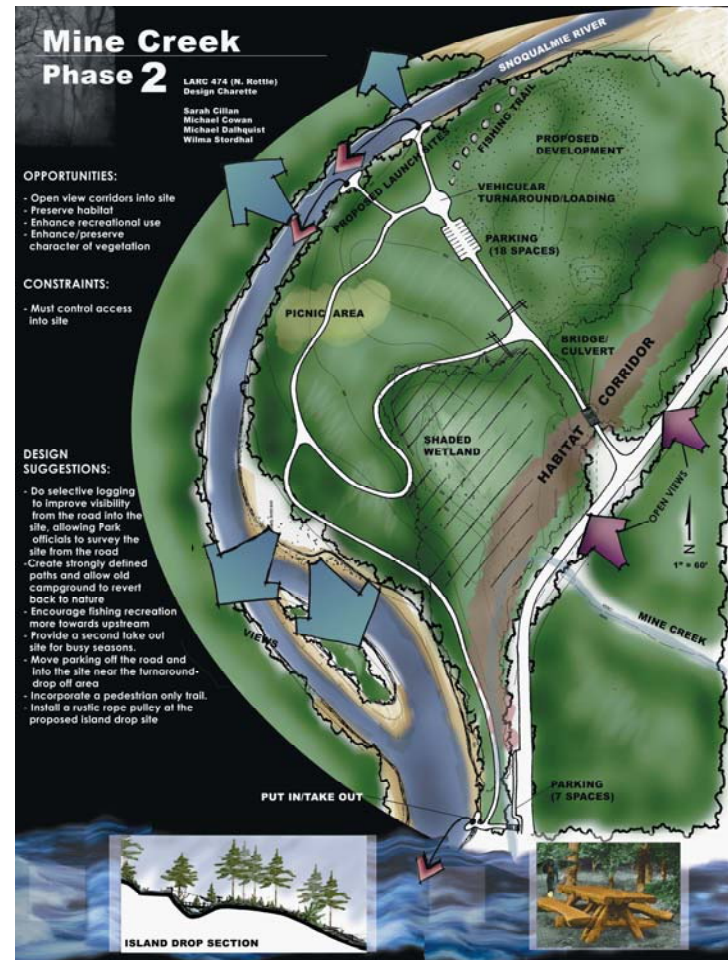 Mine Creek
Phase 2
LARC 474 (N. Rottle)
Design Charette
Sarah Cillan
Michael Cowan
Michael Dalhquist
Wilma Stordhal
OPPORTUNITIES:
- Open view corridors into site
- Preserve habitat
- Enhance recreational use
- Enhance/preserve
character of vegetation
CONSTRAINTS:
- Must control access
into site
DESIGN
SUGGESTIONS:
- Do selective logging
to improve visibility
from the road into the
site, allowing Park
officials to survey the
site from the road
-Create strongly defined
paths and allow old
campground to revert
back to nature
- Encourage fishing recreation
more towards upstream
- Provide a second take out
site for busy seasons.
- Move parking off the road and
into the site near the turnaround-
drop off area
- Incorporate a pedestrian only trail.
- Install a rustic rope pulley at the
proposed island drop site
SNOQUALMIE RIVER
FISHING TRAIL
PROPOSED
DEVELOPMENT
PROPOSED LAUNCH SITES
VEHICULAR
TURNAROUND/LOADING
PARKING
(18 SPACES)
PICNIC AREA
BRIDGE/
CULVERT
HABITAT CORRIDOR
SHADED
WETLAND
OPEN VIEWS
N
1" = 60'
MINE CREEK
VIEWS
PUT IN/TAKE OUT
PARKING
(7 SPACES)
ISLAND DROP SECTION